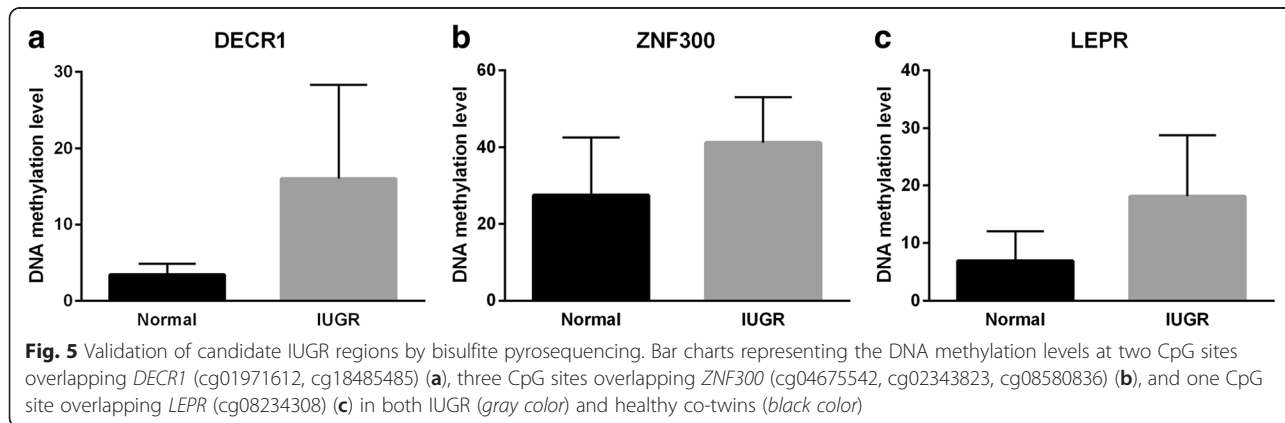 a DECR1
DNA methylation level
30
20
10
0
Normal IUGR
b ZNF300
DNA methylation level
60
40
20
0
Normal IUGR
c LEPR
DNA methylation level
40
30
20
10
0
Normal IUGR
Fig. 5 Validation of candidate IUGR regions by bisulfite pyrosequencing. Bar charts representing the DNA methylation levels at two CpG sites
overlapping DECR1 (cg01971612, cg18485485) (a), three CpG sites overlapping ZNF300 (cg04675542, cg02343823, cg08580836) (b), and one CpG
site overlapping LEPR (cg08234308) (c) in both IUGR (gray color) and healthy co-twins (black color)